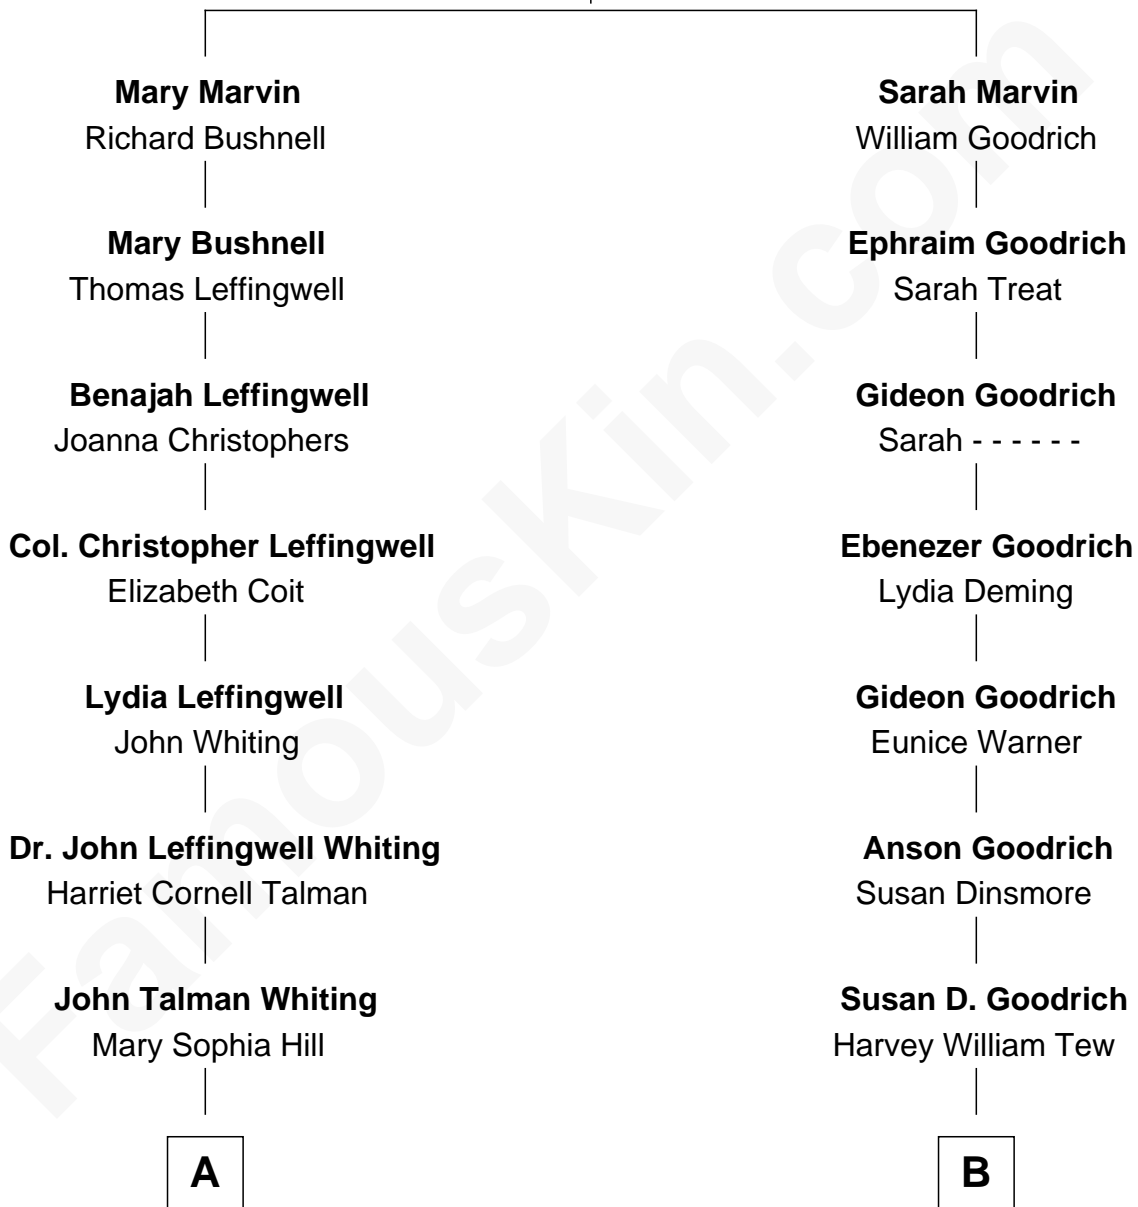 Mary Marvin
Richard Bushnell
Mary Bushnell
Thomas Leffingwell
Benajah Leffingwell
Joanna Christophers
Col. Christopher Leffingwell
Elizabeth Coit
Lydia Leffingwell
John Whiting
Dr. John Leffingwell Whiting
Harriet Cornell Talman
John Talman Whiting
Mary Sophia Hill
A
Sarah Marvin
William Goodrich
Ephraim Goodrich
Sarah Treat
Gideon Goodrich
Sarah - - - - - -
Ebenezer Goodrich
Lydia Deming
Gideon Goodrich
Eunice Warner
Anson Goodrich
Susan Dinsmore
Susan D. Goodrich
Harvey William Tew
B
FamousKin.com